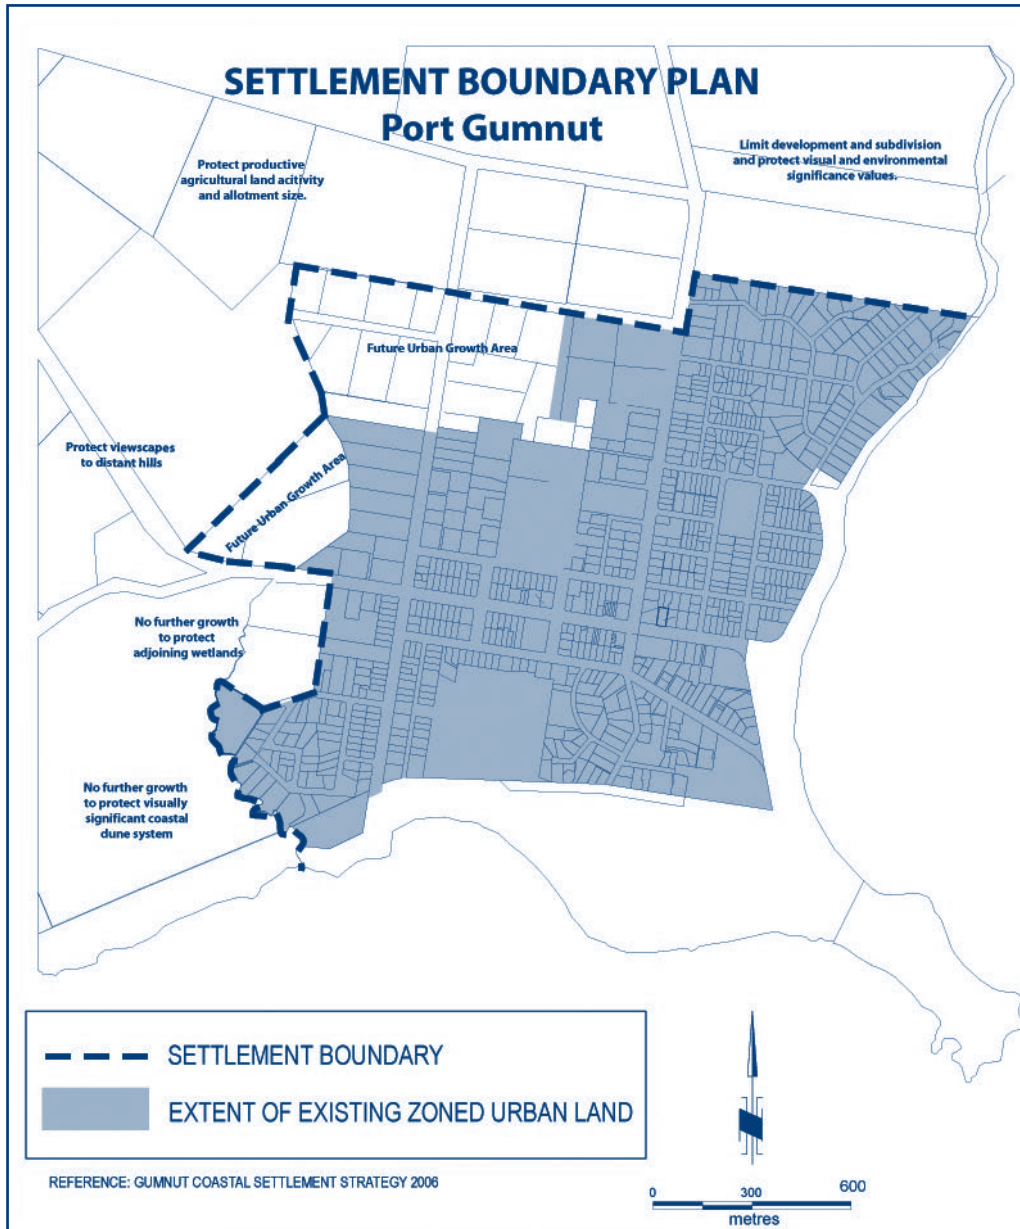 SETTLEMENT BOUNDARY PLAN
Port Gumnut
Protect productive
agricultural land acitivity
and allotment size.
Limit development and subdivision
and protect visual and environmental
significance values.
Future Urban Growth Area
Protect viewscapes
to distant hills
Future Urban Growth Area
No further growth
to protect
adjoining wetlands
No further growth
to protect visually
significant coastal
dune system
SETTLEMENT BOUNDARY
EXTENT OF EXISTING ZONED URBAN LAND
REFERENCE: GUMNUT COASTAL SETTLEMENT STRATEGY 2006
0 300 600
metres